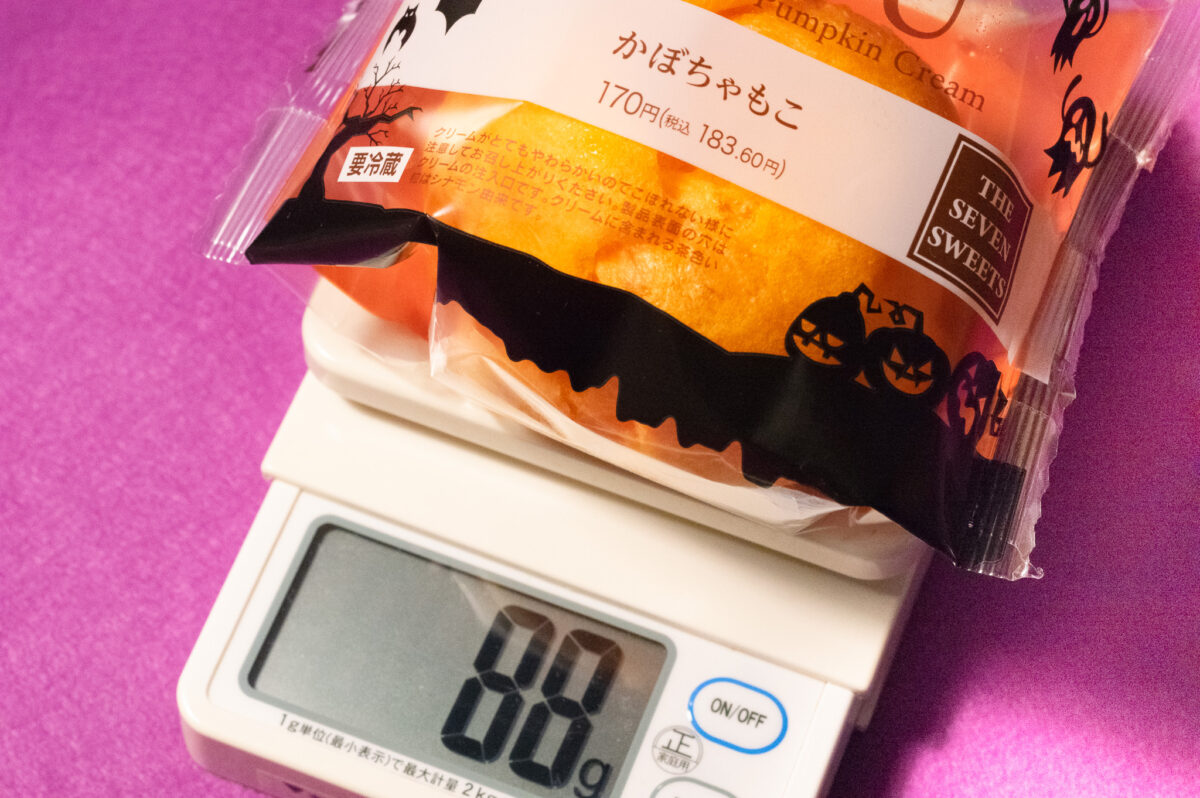 Pumpkin Cream
かぼちゃもこ
170円(税込 183.60円)
要冷蔵
クリームがとてもやわらかいのでこぼれない様に
注意してお召し上がりください。製品表面の穴は
クリームの注入口です。クリームに含まれる茶色い
粒はシナモン由来です。
THE
SEVEN
SWEETS
88g
ON/OFF
正
家庭用
1g単位(最小表示)で最大計量2kg